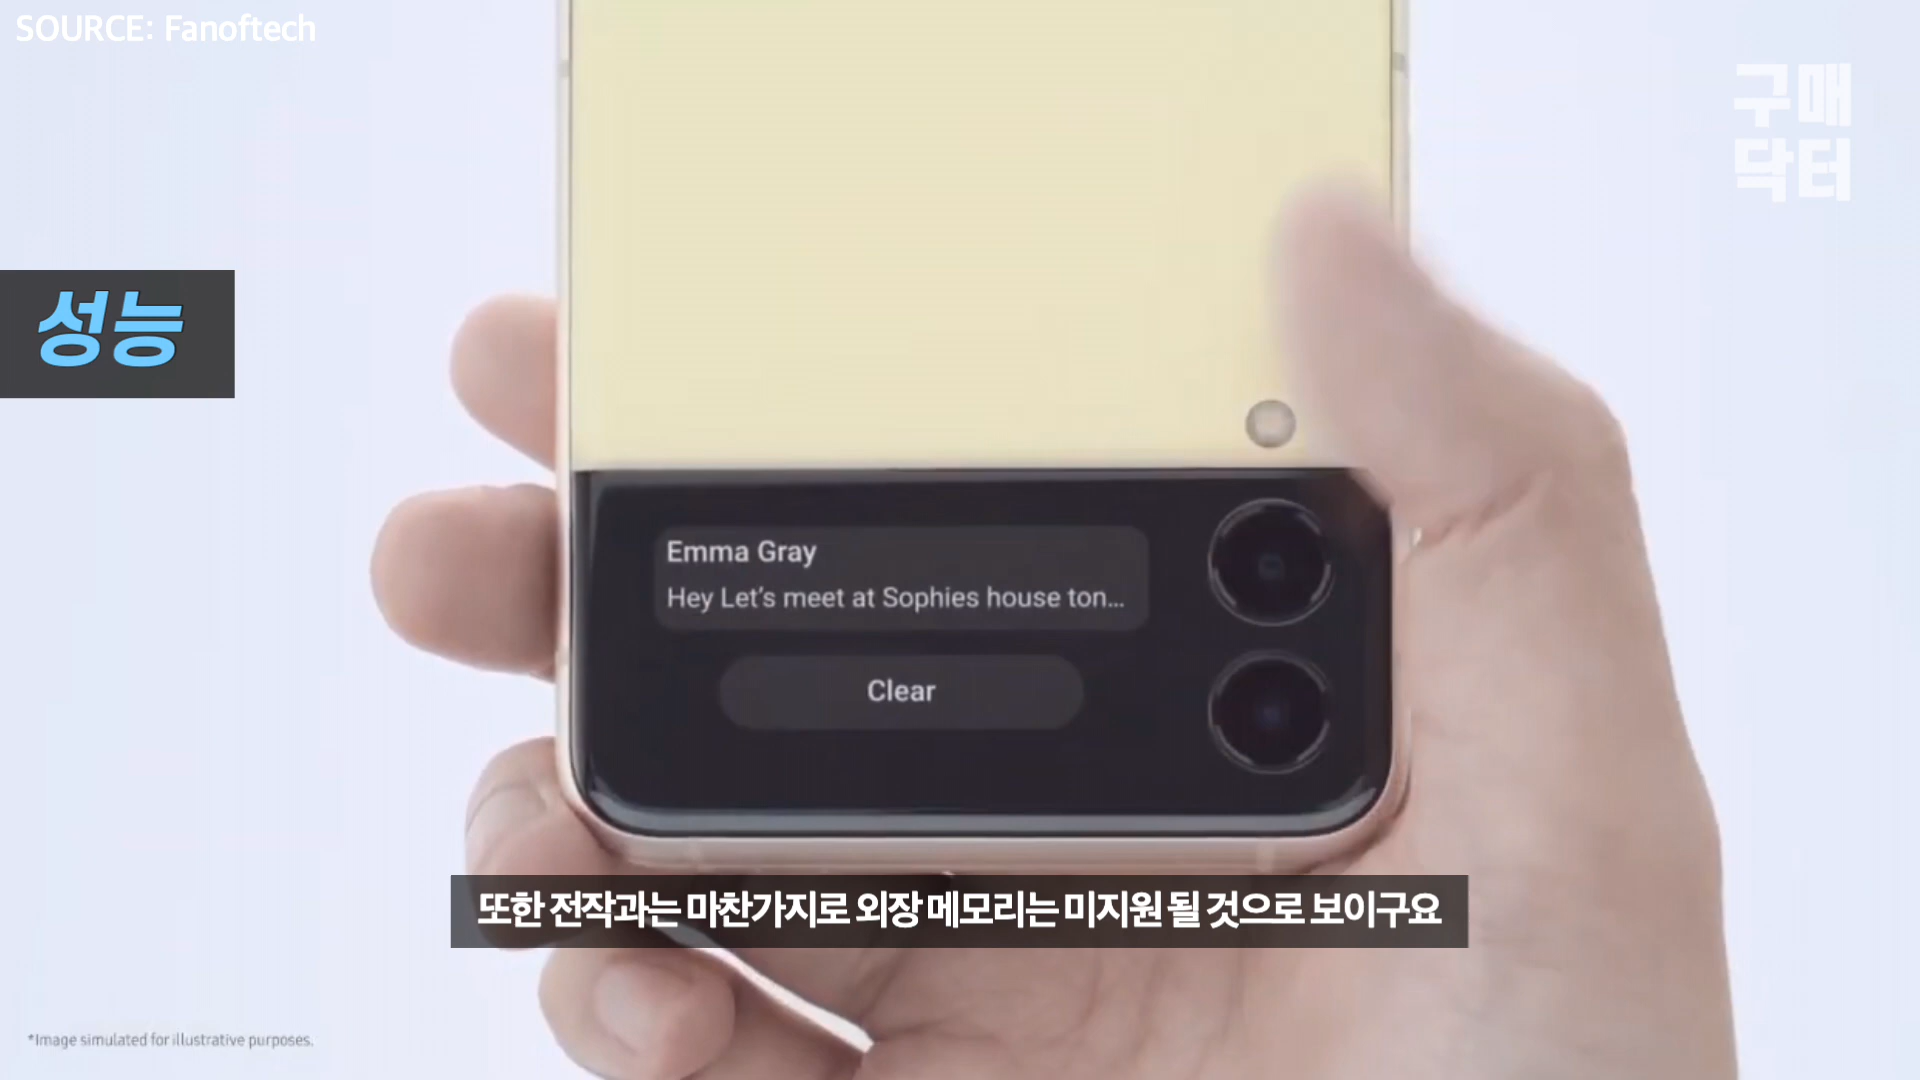 SOURCE: Fanoftech
구매
닥터
성능
Emma Gray
Hey Let's meet at Sophies house ton...
Clear
또한 전작과는 마찬가지로 외장 메모리는 미지원 될 것으로 보이구요
*Image simulated for illustrative purposes.